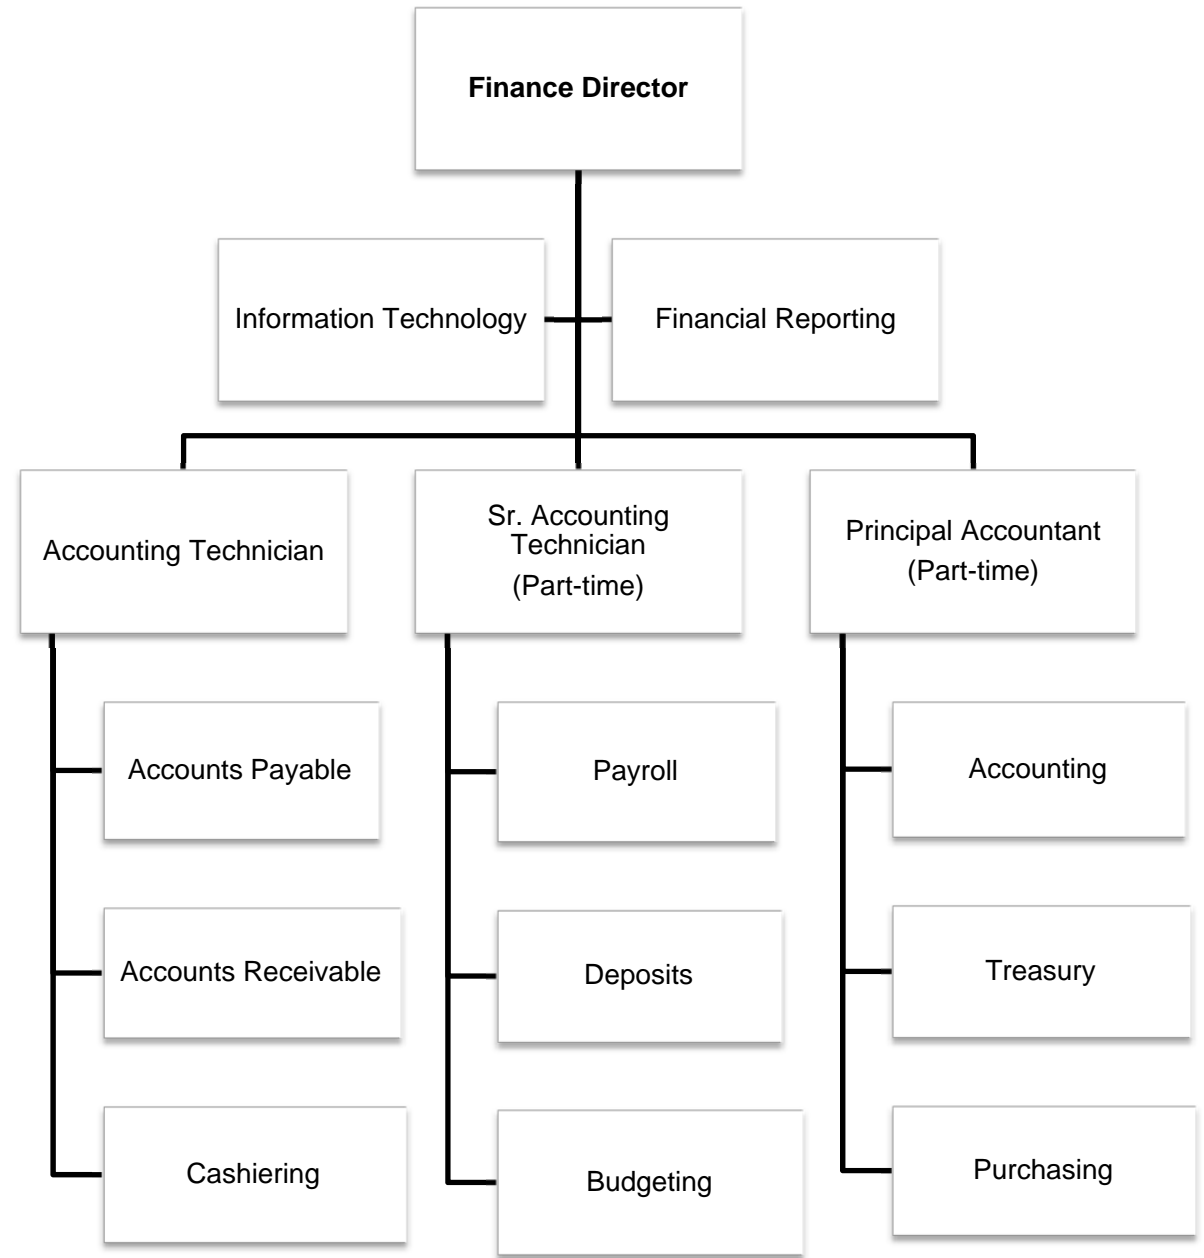 Finance Director
Information Technology
Financial Reporting
Accounting Technician
Sr. Accounting
Technician
(Part-time)
Principal Accountant
(Part-time)
Accounts Payable
Payroll
Accounting
Accounts Receivable
Deposits
Treasury
Cashiering
Budgeting
Purchasing